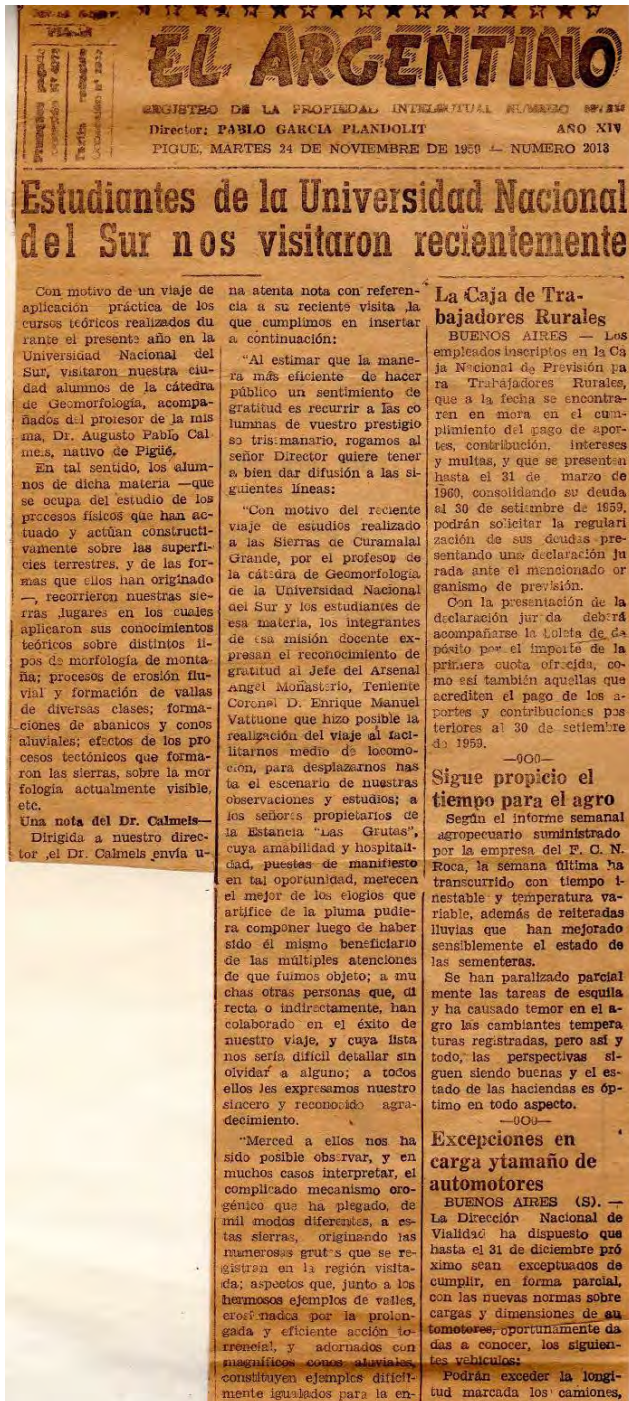 EL ARGENTINO
REGISTRO DE LA PROPIEDAD INTELECTUAL NUMERO
Director: PABLO GARCIA PLANDOLIT AÑO XIV
PIGUE, MARTES 24 DE NOVIEMBRE DE 1959 — NUMERO 2013
Estudiantes de la Universidad Nacional
del Sur nos visitaron recientemente
Con motivo de un viaje de
aplicación práctica de los
cursos teóricos realizados du
rante el presente año en la
Universidad Nacional del
Sur, visitaron nuestra ciu-
dad alumnos de la cátedra
de Geomorfología, acompa-
ñados del profesor de la mis
ma, Dr. Augusto Pablo Cal
mels, nativo de Pigüé.
En tal sentido, los alum-
nos de dicha materia —que
se ocupa del estudio de los
procesos físicos que han ac-
tuado y actúan constructi-
vamente sobre las superfi-
cies terrestres, y de las for-
mas que ellos han originado
—, recorrieron nuestras sie-
rras ,lugares en los cuales
aplicaron sus conocimientos
teóricos sobre distintos ti-
pos de morfología de monta-
ña; procesos de erosión flu-
vial y formación de vallas
de diversas clases; forma-
ciones de abanicos y conos
aluviales; efectos de los pro
cesos tectónicos que forma-
ron las sierras, sobre la mor
fología actualmente visible,
etc.
Una nota del Dr. Calmels—
Dirigida a nuestro direc-
tor ,el Dr. Calmels envía u-
na atenta nota con referen-
cia a su reciente visita ,la
que cumplimos en insertar
a continuación:
"Al estimar que la mane-
ra más eficiente de hacer
público un sentimiento de
gratitud es recurrir a las co
lumnas de vuestro prestigio
so trismanario, rogamos al
señor Director quiere tener
a bien dar difusión a las si-
guientes líneas:
"Con motivo del reciente
viaje de estudios realizado
a las Sierras de Curamalal
Grande, por el profesor de
la cátedra de Geomorfología
de la Universidad Nacional
del Sur y los estudiantes de
esa materia, los integrantes
de esa misión docente ex-
presan el reconocimiento de
gratitud al Jefe del Arsenal
Angel Monasterio, Teniente
Coronel D. Enrique Manuel
Vattuone que hizo posible la
realización del viaje al faci-
litarnos medio de locomo-
ción, para desplazarnos has
ta el escenario de nuestras
observaciones y estudios; a
los señores propietarios de
la Estancia "Las Grutas",
cuya amabilidad y hospitali-
dad, puestas de manifiesto
en tal oportunidad, merecen
el mejor de los elogios que
artífice de la pluma pudie-
ra componer luego de haber
sido él mismo beneficiario
de las múltiples atenciones
de que fuimos objeto; a mu
chas otras personas que, di
recta o indirectamente, han
colaborado en el éxito de
nuestro viaje, y cuya lista
nos sería difícil detallar sin
olvidar a alguno; a todos
ellos les expresamos nuestro
sincero y reconocido agra-
decimiento.
"Merced a ellos nos ha
sido posible observar, y en
muchos casos interpretar, el
complicado mecanismo oro-
génico que ha plegado, de
mil modos diferentes, a es-
tas sierras, originando las
numerosas grutas que se re-
gistran en la región visita-
da; aspectos que, junto a los
hermosos ejemplos de valles,
erosionados por la prolon-
gada y eficiente acción to-
rrencial, y adornados con
magníficos conos aluviales,
constituyen ejemplos difícil-
mente igualados para la en-
La Caja de Tra-
bajadores Rurales
BUENOS AIRES — Los
empleados inscriptos en la Ca
ja Nacional de Previsión pa
ra Trabajadores Rurales,
que a la fecha se encontra-
ren en mora en el cum-
plimiento del pago de apor-
tes, contribución, intereses
y multas, y que se presenten
hasta el 31 de marzo de
1960, consolidando su deuda
al 30 de setiembre de 1959,
podrán solicitar la regulari
zación de sus deudas pre-
sentando una declaración ju
rada ante el mencionado or
ganismo de previsión.
Con la presentación de la
declaración jurada deberá
acompañarse la boleta de de
pósito por el importe de la
primera cuota ofrecida, co-
mo así también aquellas que
acrediten el pago de los a-
portes y contribuciones pos
teriores al 30 de setiembre
de 1959.
—oOo—
Sigue propicio el
tiempo para el agro
Según el informe semanal
agropecuario suministrado
por la empresa del F. C. N.
Roca, la semana última ha
transcurrido con tiempo i-
nestable y temperatura va-
riable, además de reiteradas
lluvias que han mejorado
sensiblemente el estado de
las sementeras.
Se han paralizado parcial
mente las tareas de esquila
y ha causado temor en el a-
gro las cambiantes tempera
turas registradas, pero así y
todo, las perspectivas si-
guen siendo buenas y el es-
tado de las haciendas es óp-
timo en todo aspecto.
—oOo—
Excepciones en
carga ytamaño de
automotores
BUENOS AIRES (S). —
La Dirección Nacional de
Vialidad ha dispuesto que
hasta el 31 de diciembre pró
ximo sean exceptuados de
cumplir, en forma parcial,
con las nuevas normas sobre
cargas y dimensiones de au
tomotores, oportunamente da
das a conocer, los siguien-
tes vehículos:
Podrán exceder la longi-
tud marcada los camiones,